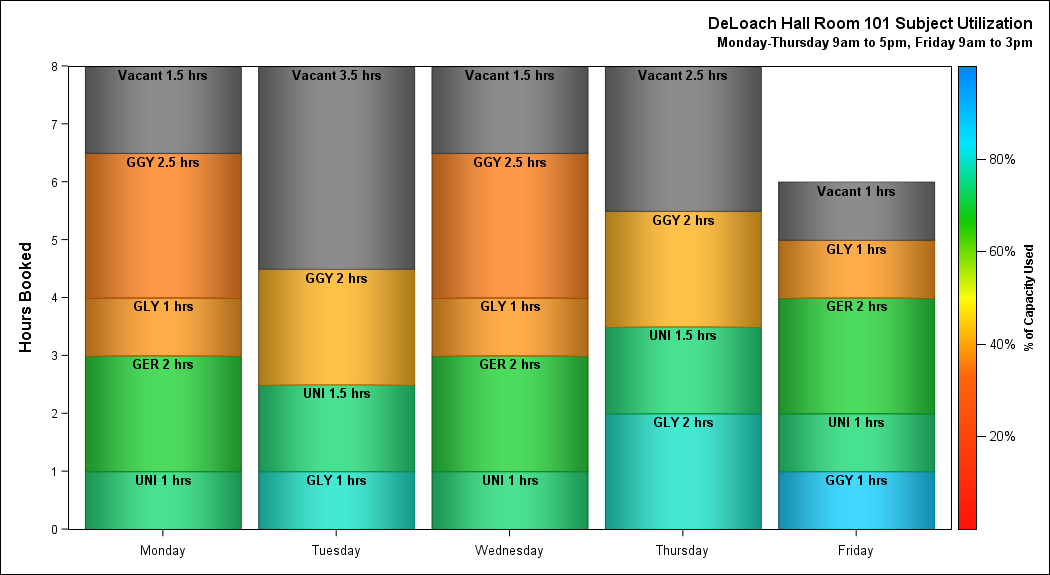 DeLoach Hall Room 101 Subject Utilization
Monday-Thursday 9am to 5pm, Friday 9am to 3pm
Hours Booked
8
7
6
5
4
3
2
1
0
Vacant 1.5 hrs
GGY 2.5 hrs
GLY 1 hrs
GER 2 hrs
UNI 1 hrs
Monday
Vacant 3.5 hrs
GGY 2 hrs
UNI 1.5 hrs
GLY 1 hrs
Tuesday
Vacant 1.5 hrs
GGY 2.5 hrs
GLY 1 hrs
GER 2 hrs
UNI 1 hrs
Wednesday
Vacant 2.5 hrs
GGY 2 hrs
UNI 1.5 hrs
GLY 2 hrs
Thursday
Vacant 1 hrs
GLY 1 hrs
GER 2 hrs
UNI 1 hrs
GGY 1 hrs
Friday
80%
60%
40%
20%
% of Capacity Used